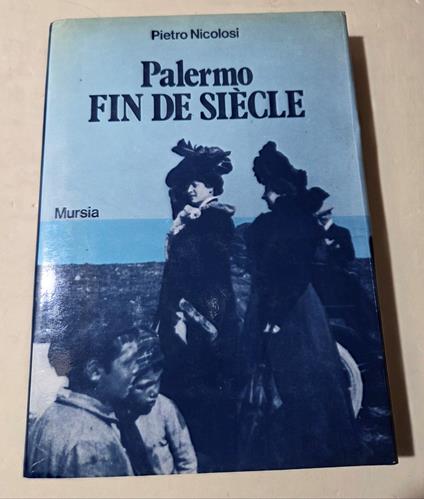 Pietro Nicolosi
Palermo
FIN DE SIÈCLE
Mursia